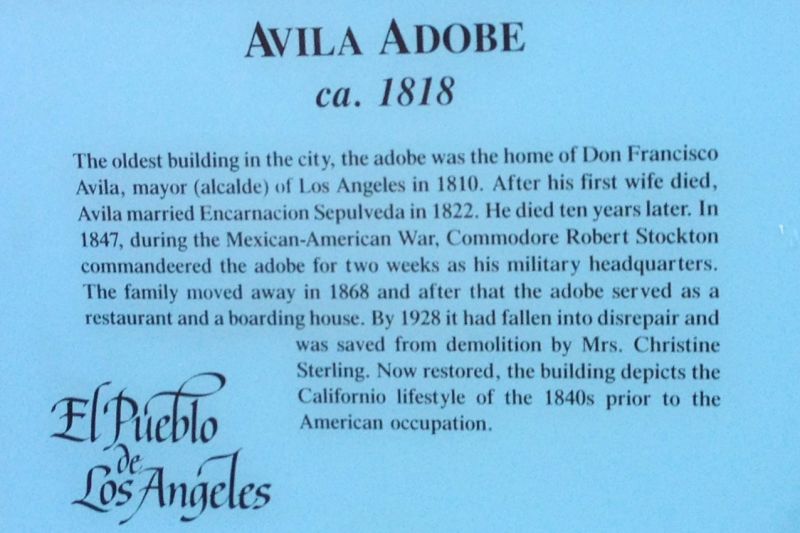 AVILA ADOBE
ca. 1818
The oldest building in the city, the adobe was the home of Don Francisco
Avila, mayor (alcalde) of Los Angeles in 1810. After his first wife died,
Avila married Encarnacion Sepulveda in 1822. He died ten years later. In
1847, during the Mexican-American War, Commodore Robert Stockton
commandeered the adobe for two weeks as his military headquarters.
The family moved away in 1868 and after that the adobe served as a
restaurant and a boarding house. By 1928 it had fallen into disrepair and
was saved from demolition by Mrs. Christine
Sterling. Now restored, the building depicts the
Californio lifestyle of the 1840s prior to the
American occupation.
El Pueblo
de
Los Angeles